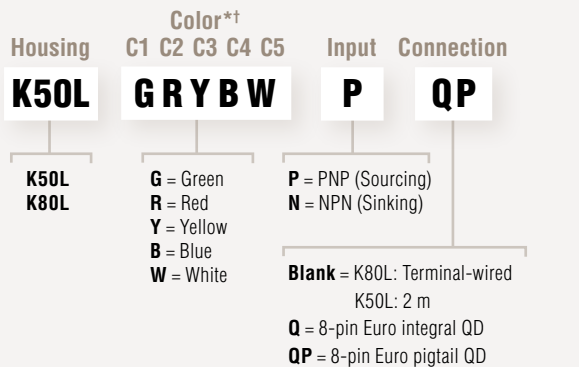 Color*†
Housing C1 C2 C3 C4 C5 Input Connection
K50L GRYBW P QP
K50L
K80L
G = Green
R = Red
Y = Yellow
B = Blue
W = White
P = PNP (Sourcing)
N = NPN (Sinking)
Blank = K80L: Terminal-wired
K50L: 2 m
Q = 8-pin Euro integral QD
QP = 8-pin Euro pigtail QD